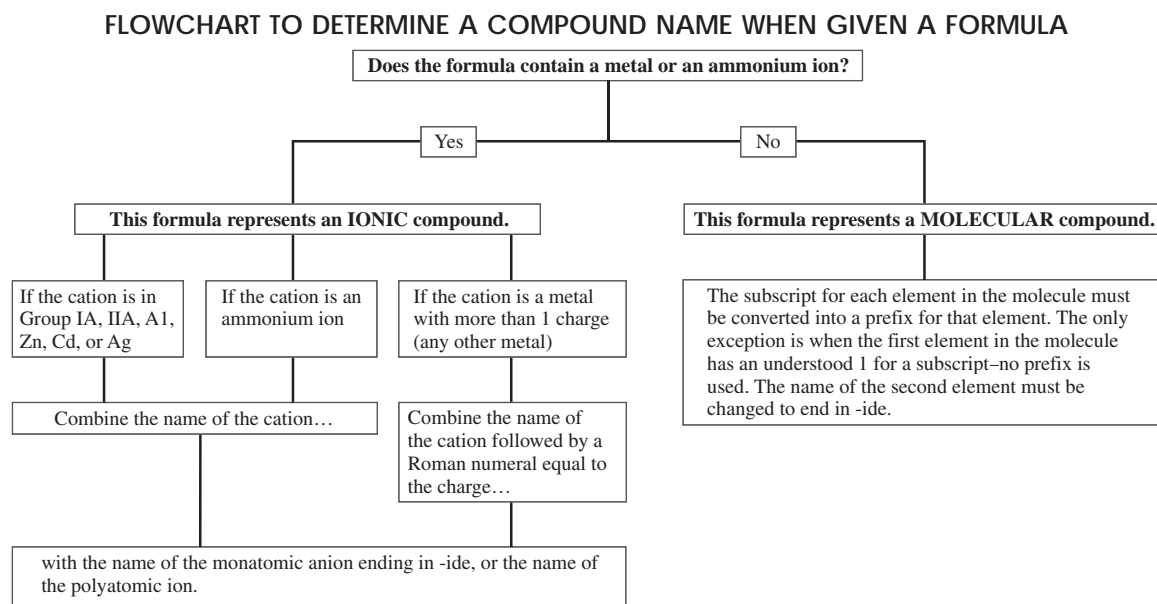 FLOWCHART TO DETERMINE A COMPOUND NAME WHEN GIVEN A FORMULA
Does the formula contain a metal or an ammonium ion?
Yes
No
This formula represents an IONIC compound.
This formula represents a MOLECULAR compound.
If the cation is in
Group IA, IIA, A1,
Zn, Cd, or Ag
If the cation is an
ammonium ion
If the cation is a metal
with more than 1 charge
(any other metal)
The subscript for each element in the molecule must
be converted into a prefix for that element. The only
exception is when the first element in the molecule
has an understood 1 for a subscript–no prefix is
used. The name of the second element must be
changed to end in -ide.
Combine the name of the cation…
Combine the name of
the cation followed by a
Roman numeral equal to
the charge…
with the name of the monatomic anion ending in -ide, or the name of
the polyatomic ion.